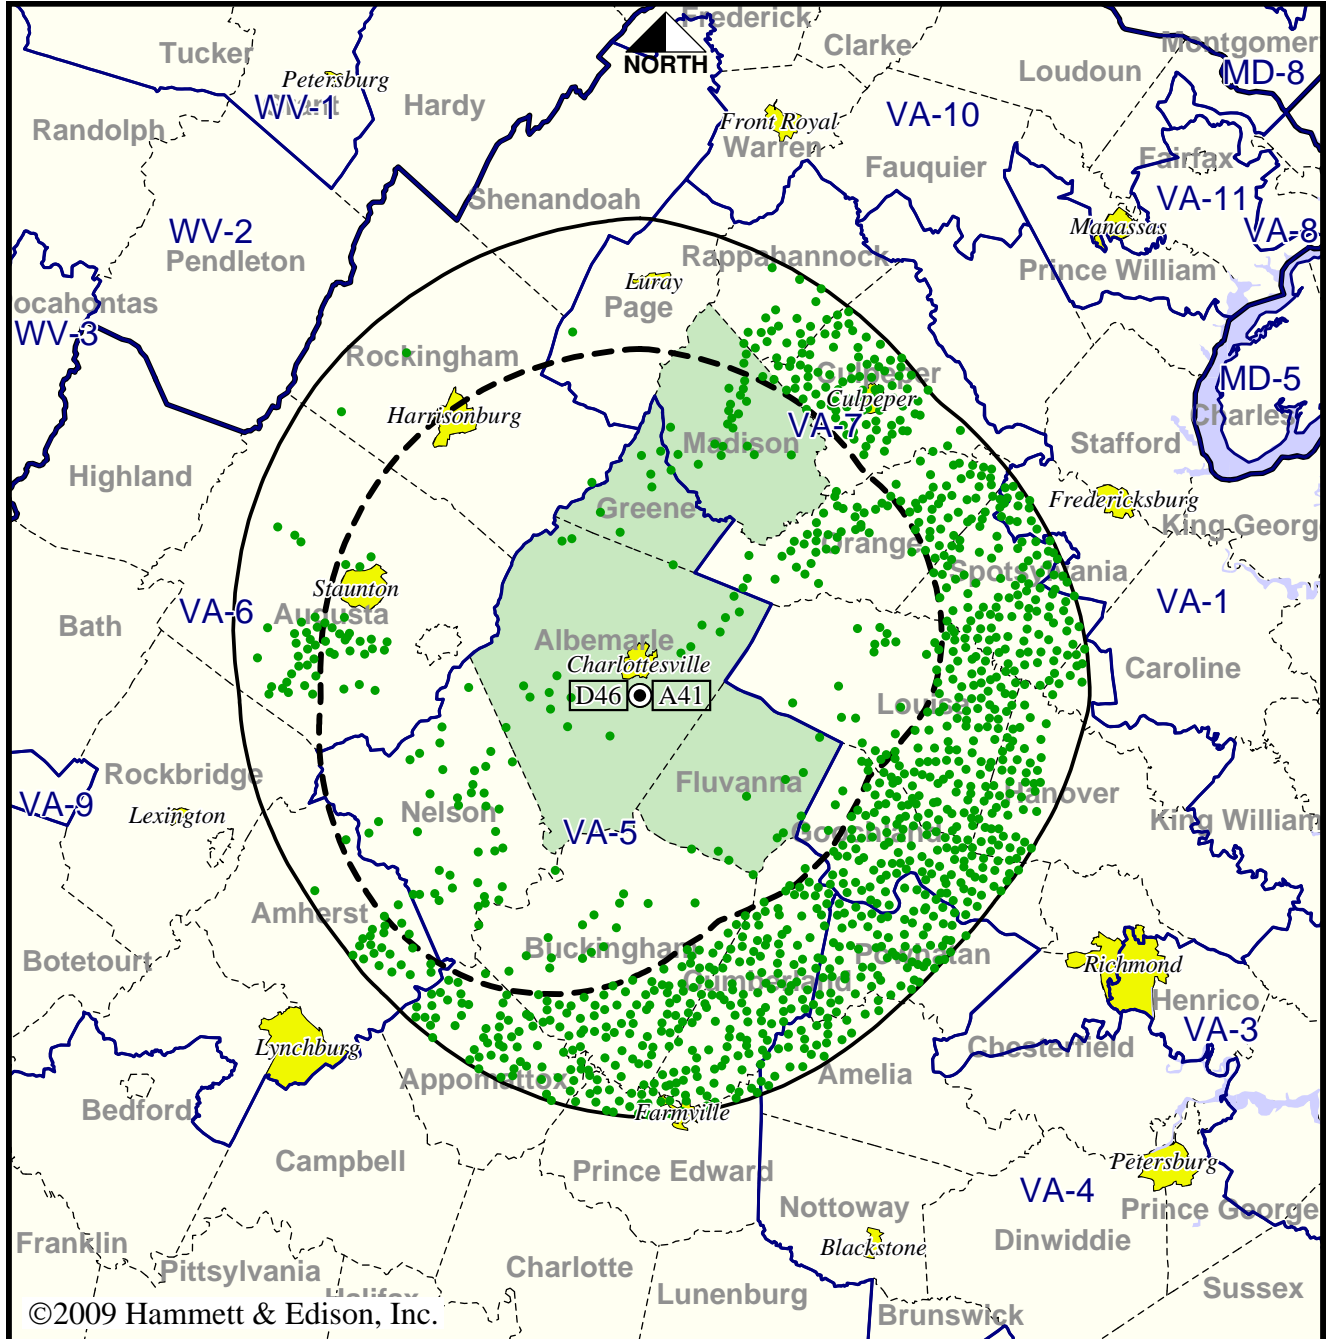 Frederick
Tucker
Clarke
Montgomer
NORTH
Petersburg
Loudoun
MD-8
WV-1
Hardy
VA-10
Randolph
Front Royal
Warren
Fairfax
Fauquier
Shenandoah
VA-11
WV-2
Manassas
VA-8
Pendleton
Rappahannock
Prince William
Luray
Page
ocahontas
WV-3
Rockingham
Culpeper
MD-5
Culpeper
Harrisonburg
Charles
VA-7
Madison
Stafford
Highland
Fredericksburg
Greene
King Georg
Orange
Spotsylvania
Staunton
VA-6
Augusta
VA-1
Bath
Albemarle
Charlottesville
Caroline
D46
A41
Louisa
Rockbridge
Fluvanna
Hanover
VA-9
Lexington
Nelson
King William
VA-5
Goochland
Amherst
Buckingham
Powhatan
Botetourt
Richmond
Cumberland
Henrico
VA-3
Lynchburg
Chesterfield
Appomattox
Amelia
Bedford
Farmville
Campbell
Prince Edward
Petersburg
VA-4
Nottoway
Prince George
Franklin
Blackstone
Dinwiddie
Pittsylvania
Charlotte
Sussex
Halifax
Lunenburg
Brunswick
©2009 Hammett & Edison, Inc.